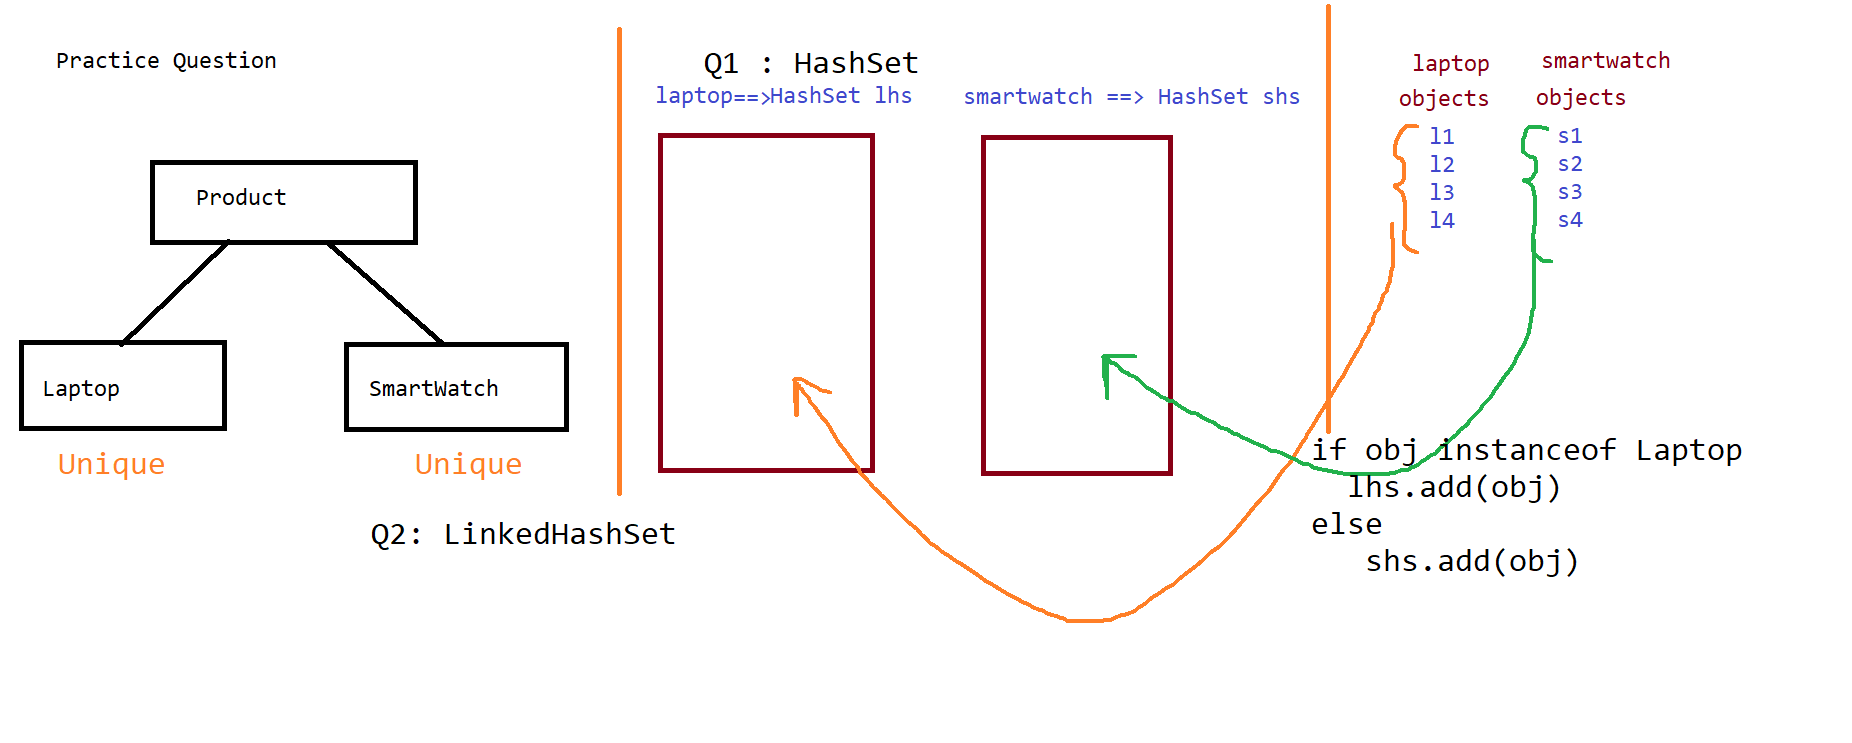 Practice Question
Product
Laptop
SmartWatch
Unique
Unique
Q2: LinkedHashSet
Q1 : HashSet
laptop==>HashSet lhs
smartwatch ==> HashSet shs
laptop
objects
l1
l2
l3
l4
smartwatch
objects
s1
s2
s3
s4
if obj instanceof Laptop
lhs.add(obj)
else
shs.add(obj)